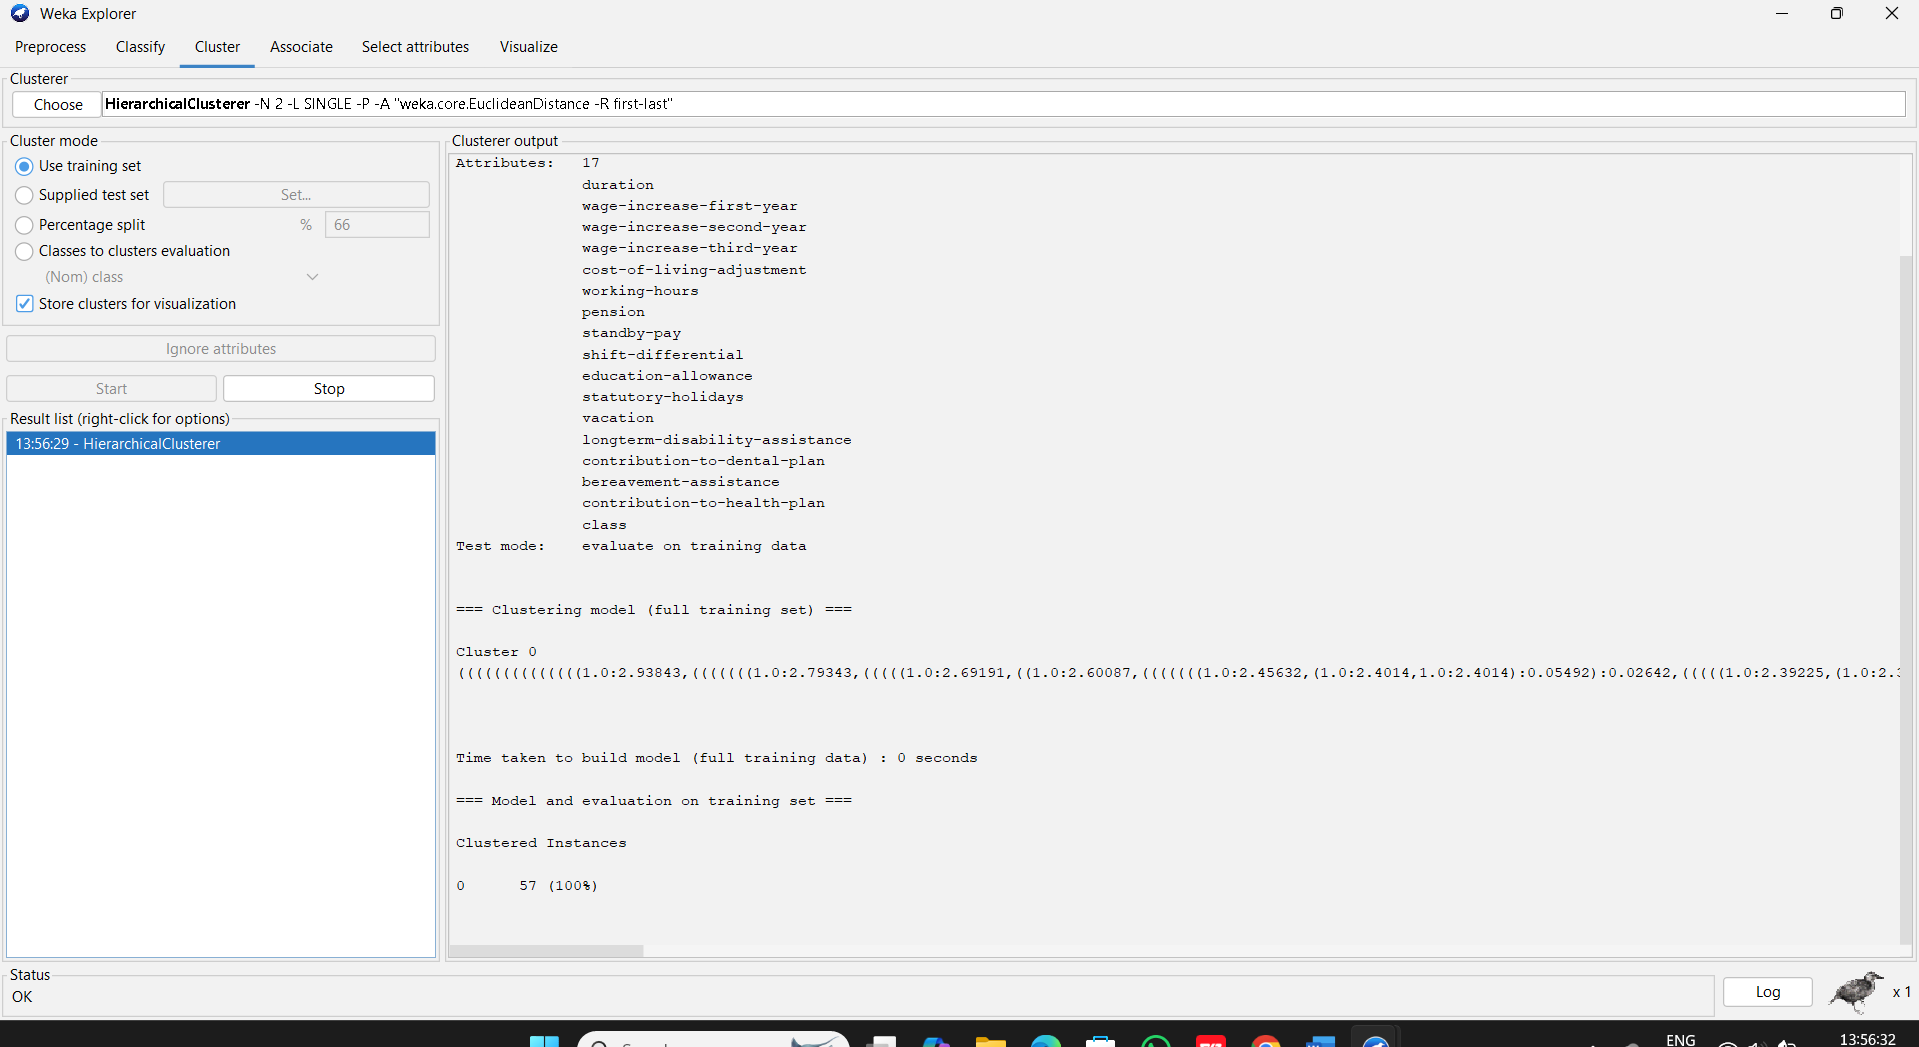 Weka Explorer
Preprocess Classify Cluster Associate Select attributes Visualize
Clusterer
Choose HierarchicalClusterer -N 2 -L SINGLE -P -A "weka.core.EuclideanDistance -R first-last"
Cluster mode
Use training set
Supplied test set Set...
Percentage split % 66
Classes to clusters evaluation
(Nom) class
Store clusters for visualization
Ignore attributes
Start Stop
Result list (right-click for options)
13:56:29 - HierarchicalClusterer
Clusterer output
Attributes: 17
duration
wage-increase-first-year
wage-increase-second-year
wage-increase-third-year
cost-of-living-adjustment
working-hours
pension
standby-pay
shift-differential
education-allowance
statutory-holidays
vacation
longterm-disability-assistance
contribution-to-dental-plan
bereavement-assistance
contribution-to-health-plan
class
Test mode: evaluate on training data
=== Clustering model (full training set) ===
Cluster 0
((((((((((((((1.0:2.93843,(((((((1.0:2.79343,(((((1.0:2.69191,((1.0:2.60087,(((((((1.0:2.45632,(1.0:2.4014,1.0:2.4014):0.05492):0.02642,(((((1.0:2.39225,(1.0:2.
Time taken to build model (full training data) : 0 seconds
=== Model and evaluation on training set ===
Clustered Instances
0 57 (100%)
Status
OK
Log
x 1
ENG
13:56:32